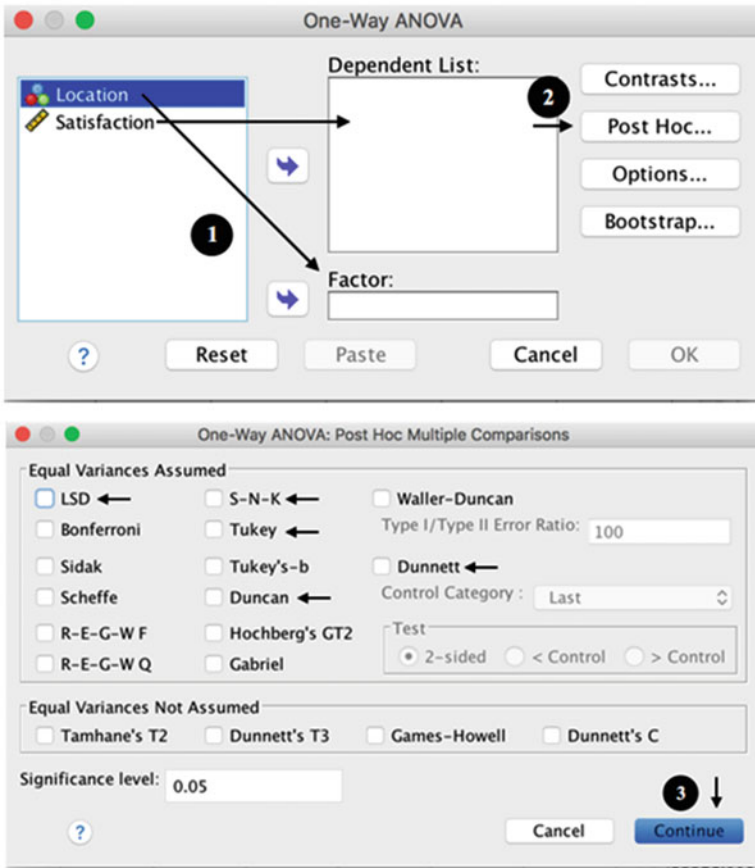 One-Way ANOVA
Location
Satisfaction
1
Dependent List:
2
Factor:
Contrasts...
Post Hoc...
Options...
Bootstrap...
?
Reset
Paste
Cancel
OK
One-Way ANOVA: Post Hoc Multiple Comparisons
Equal Variances Assumed
LSD
S-N-K
Waller-Duncan
Bonferroni
Tukey
Type I/Type II Error Ratio: 100
Sidak
Tukey's-b
Dunnett
Scheffe
Duncan
Control Category : Last
R-E-G-W F
Hochberg's GT2
Test
R-E-G-W Q
Gabriel
2-sided
< Control
> Control
Equal Variances Not Assumed
Tamhane's T2
Dunnett's T3
Games-Howell
Dunnett's C
Significance level: 0.05
3
?
Cancel
Continue